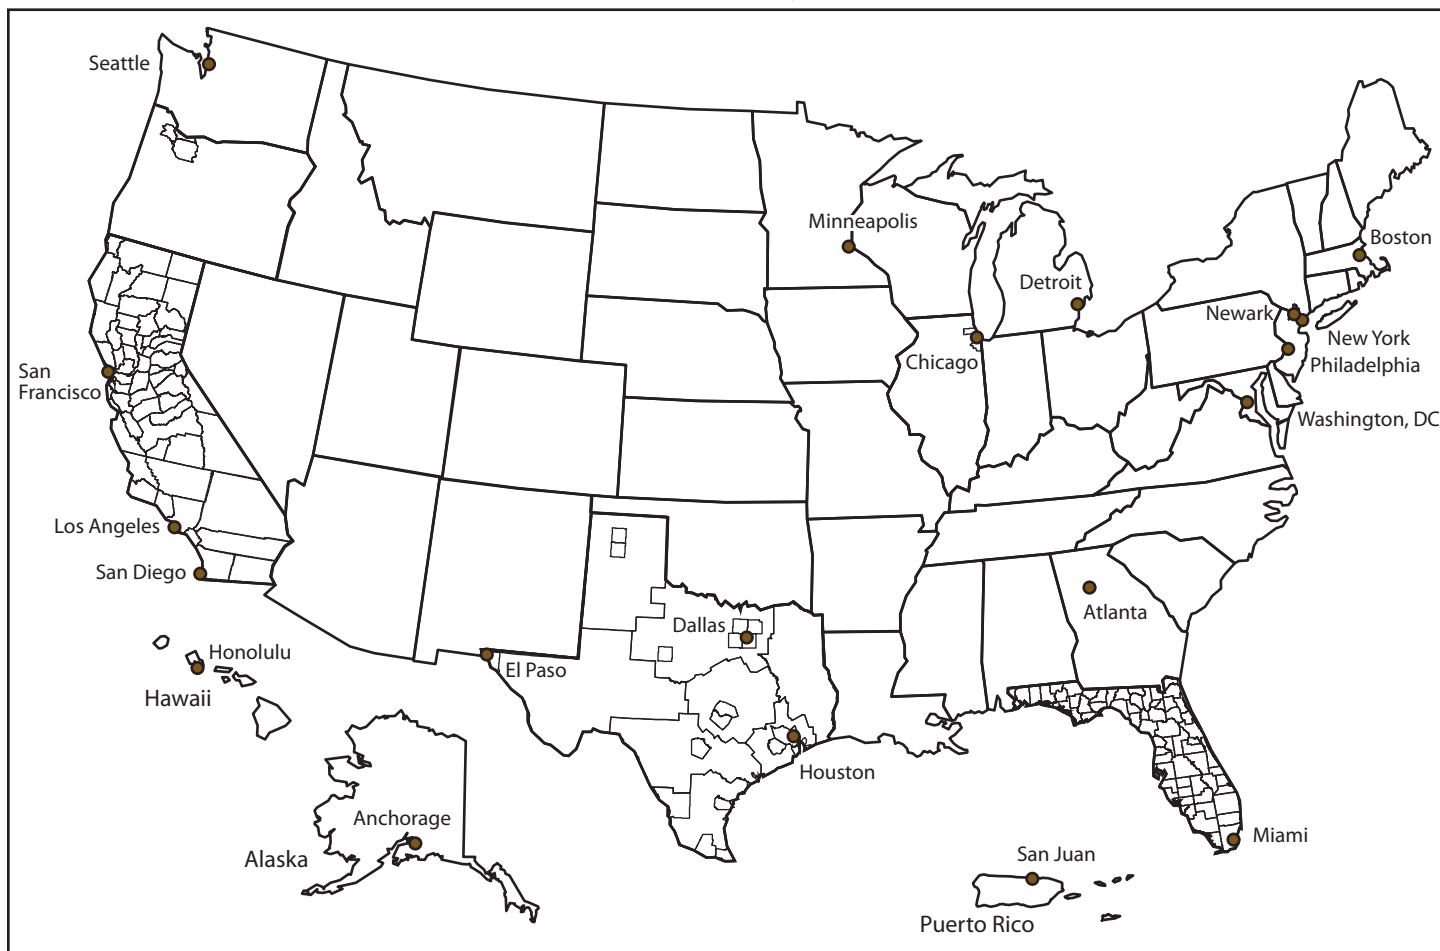 Seattle
Minneapolis
Boston
Detroit
Newark
New York
Chicago
Philadelphia
San
Francisco
Washington, DC
Los Angeles
San Diego
Atlanta
Dallas
Honolulu
El Paso
Hawaii
Houston
Anchorage
Miami
Alaska
San Juan
Puerto Rico